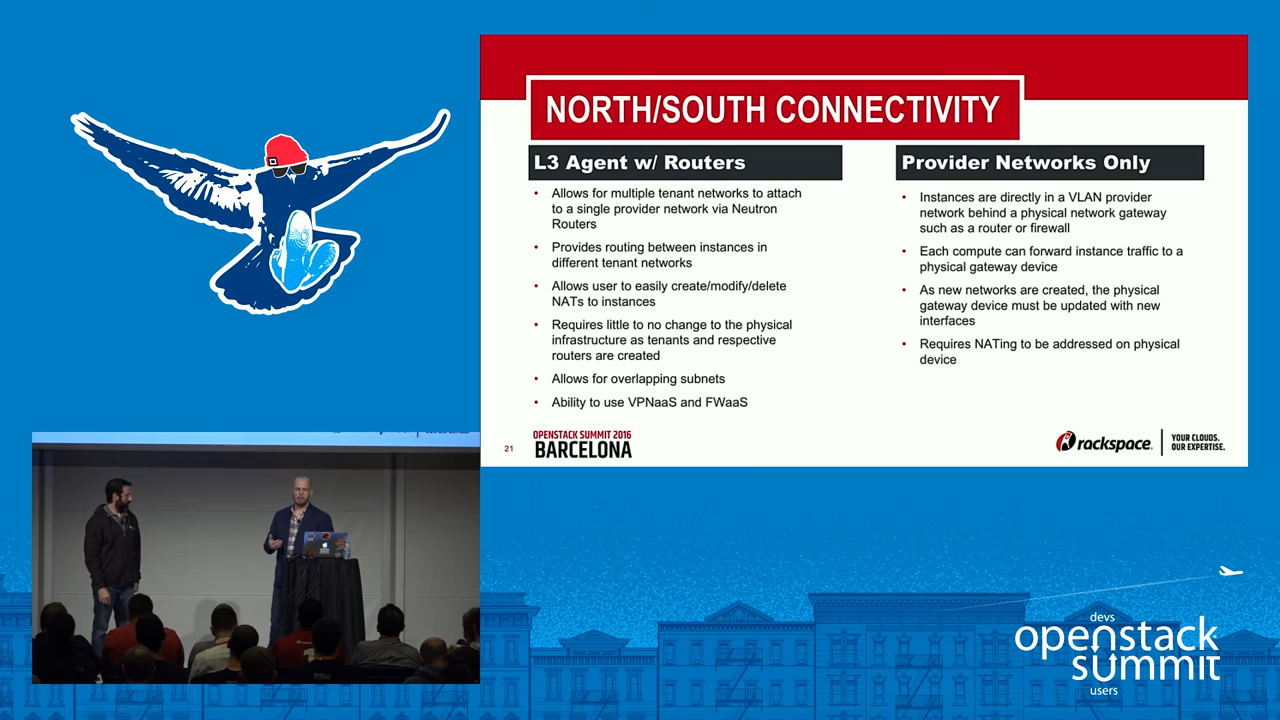 NORTH/SOUTH CONNECTIVITY
L3 Agent w/ Routers
• Allows for multiple tenant networks to attach
to a single provider network via Neutron
Routers
• Provides routing between instances in
different tenant networks
• Allows user to easily create/modify/delete
NATs to instances
• Requires little to no change to the physical
infrastructure as tenants and respective
routers are created
• Allows for overlapping subnets
• Ability to use VPNaaS and FWaaS
Provider Networks Only
• Instances are directly in a VLAN provider
network behind a physical network gateway
such as a router or firewall
• Each compute can forward instance traffic to a
physical gateway device
• As new networks are created, the physical
gateway device must be updated with new
interfaces
• Requires NATing to be addressed on physical
device
21
OPENSTACK SUMMIT 2016
BARCELONA
rackspace.
YOUR CLOUDS.
OUR EXPERTISE.
devs
openstack
summit
users